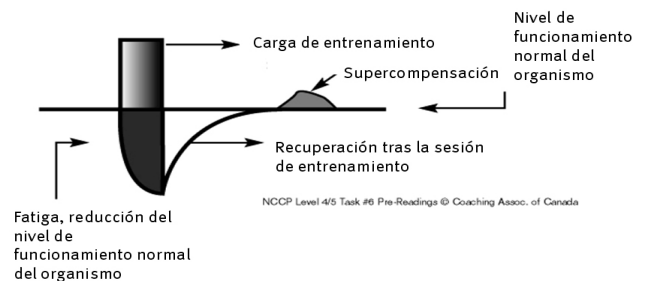 Nivel de
funcionamiento
normal del
organismo
Carga de entrenamiento
Supercompensación
Recuperación tras la sesión
de entrenamiento
NCCP Level 4/5 Task #6 Pre-Readings © Coaching Assoc. of Canada
Fatiga, reducción del
nivel de
funcionamiento normal
del organismo